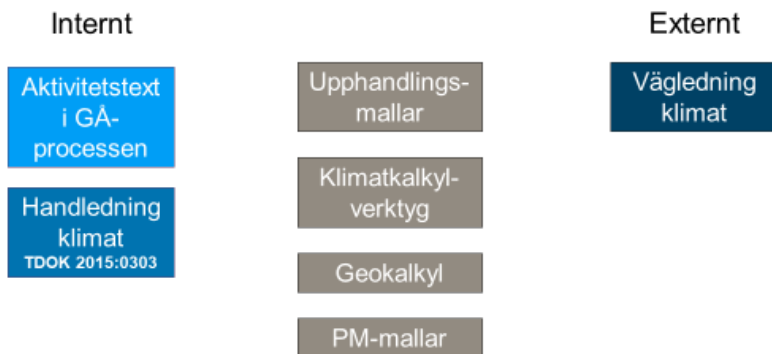 Internt
Aktivitetstext
i GÅ-
processen
Handledning
klimat
TDOK 2015:0303
Upphandlings-
mallar
Klimatkalkyl-
verktyg
Geokalkyl
PM-mallar
Externt
Vägledning
klimat